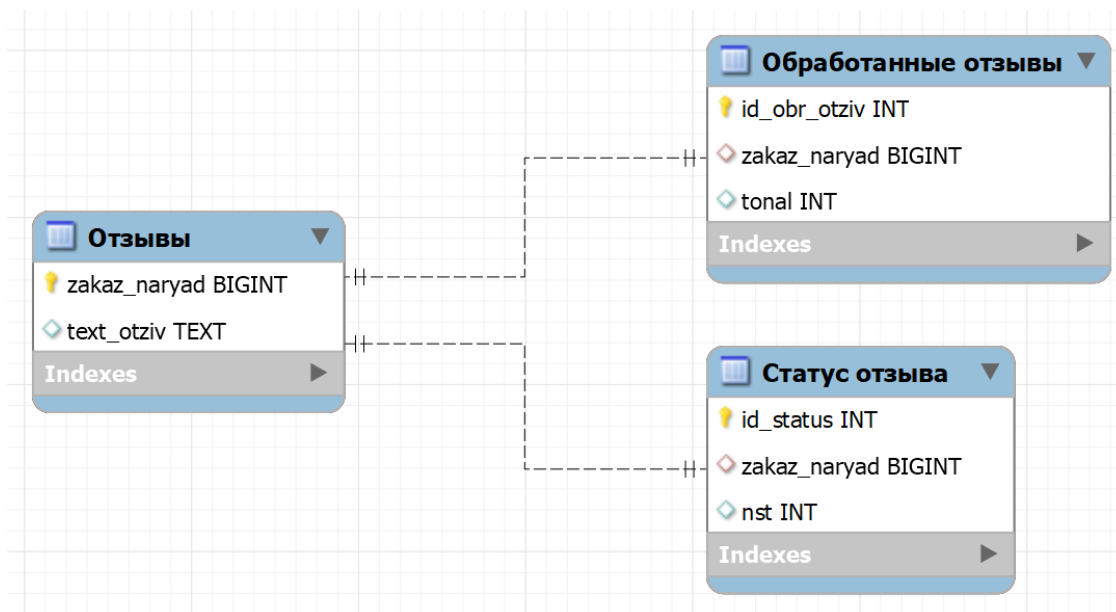 Отзывы
zakaz_naryad BIGINT
text_otziv TEXT
Indexes
Обработанные отзывы
id_obr_otziv INT
zakaz_naryad BIGINT
tonal INT
Indexes
Статус отзыва
id_status INT
zakaz_naryad BIGINT
nst INT
Indexes